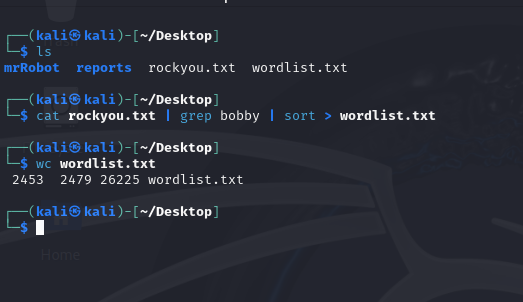 ┌──(kali㉿kali)-[~/Desktop]
└─$ ls
mrRobot  reports  rockyou.txt  wordlist.txt
┌──(kali㉿kali)-[~/Desktop]
└─$ cat rockyou.txt | grep bobby | sort > wordlist.txt
┌──(kali㉿kali)-[~/Desktop]
└─$ wc wordlist.txt
 2453  2479 26225 wordlist.txt
┌──(kali㉿kali)-[~/Desktop]
└─$
Home